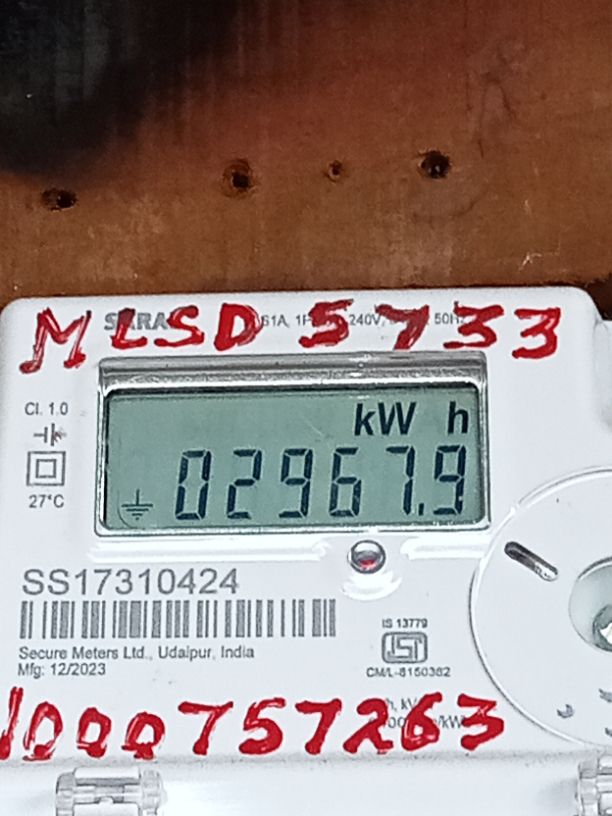 MLSD 5733
Cl. 1.0
27°C
kW h
02967.9
SS17310424
Secure Meters Ltd., Udaipur, India
Mfg: 12/2023
IS 13779
CM/L-8150362
1000757263